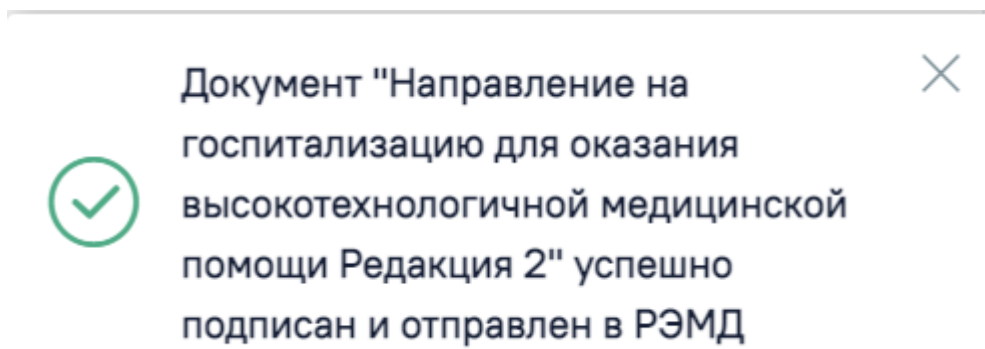 Документ "Направление на
госпитализацию для оказания
высокотехнологичной медицинской
помощи Редакция 2" успешно
подписан и отправлен в РЭМД